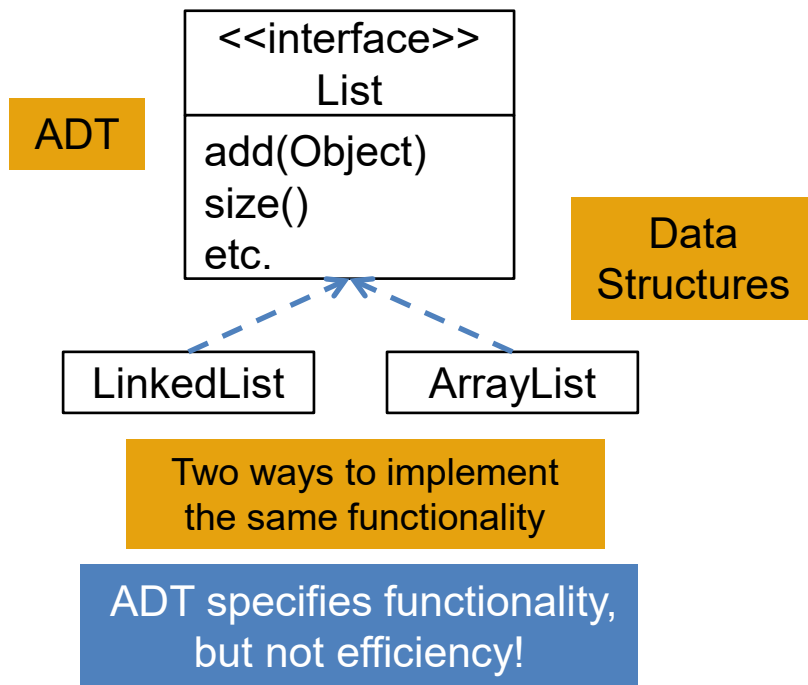 <<interface>>
List
ADT
add(Object)
size()
etc.
Data
Structures
LinkedList
ArrayList
Two ways to implement
the same functionality
ADT specifies functionality,
but not efficiency!